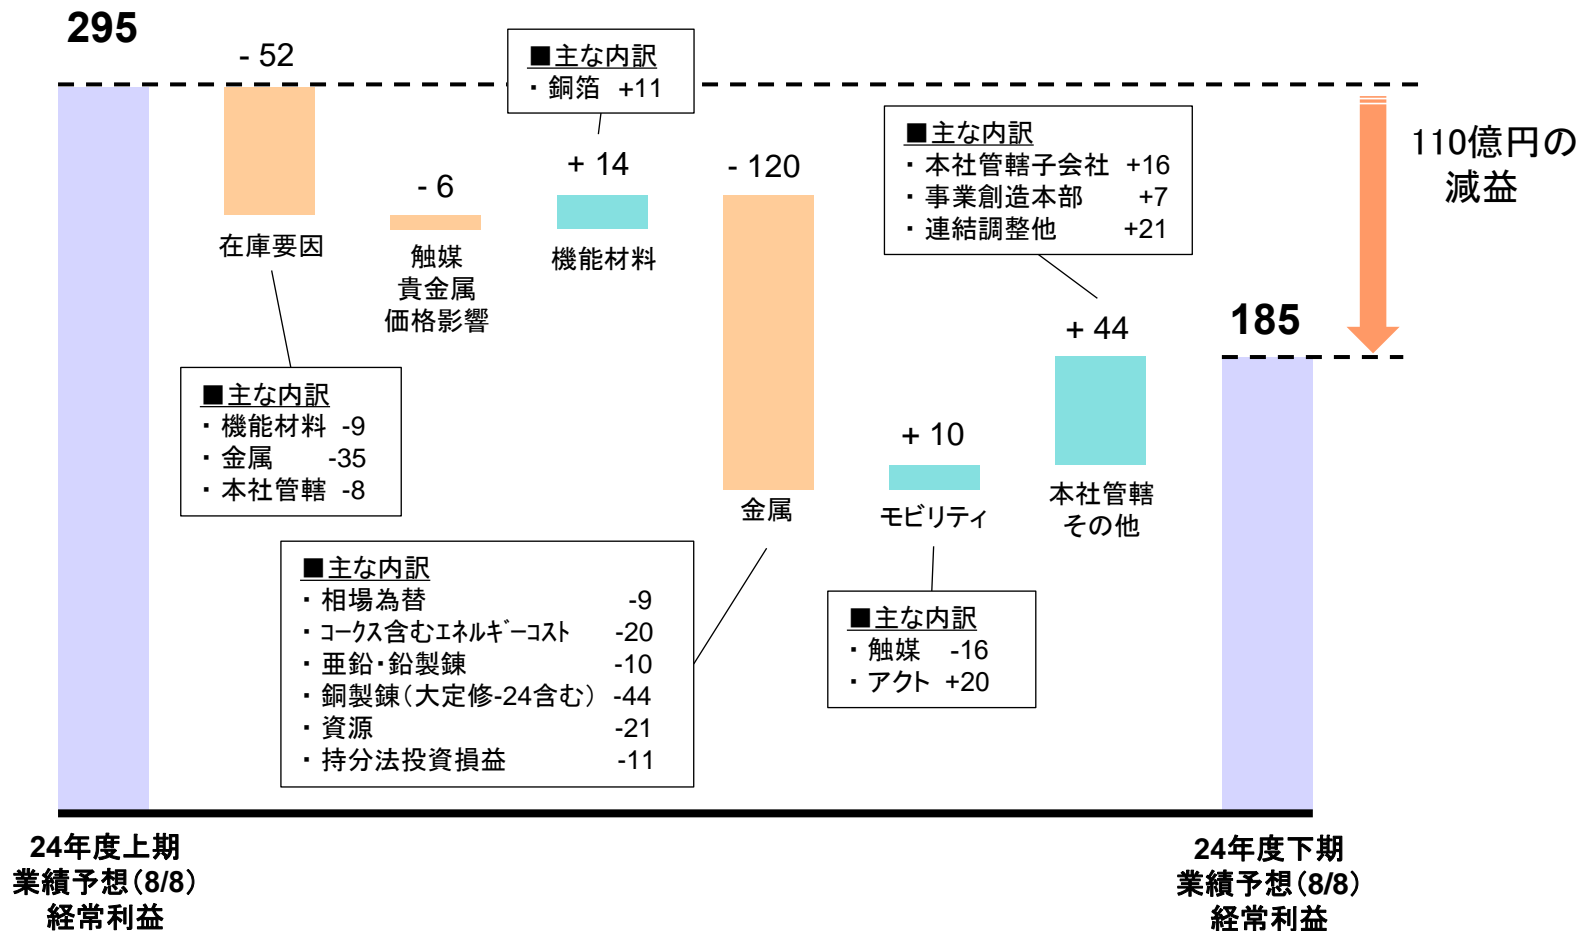 295
- 52
■主な内訳
・銅箔 +11
■主な内訳
・本社管轄子会社 +16
・事業創造本部 +7
・連結調整他 +21
110億円の
減益
- 6
+ 14
- 120
在庫要因
触媒
貴金属
価格影響
機能材料
+ 44
185
■主な内訳
・機能材料 -9
・金属 -35
・本社管轄 -8
+ 10
金属
モビリティ
本社管轄
その他
■主な内訳
・相場為替 -9
・コークス含むエネルギーコスト -20
・亜鉛・鉛製錬 -10
・銅製錬（大定修-24含む） -44
・資源 -21
・持分法投資損益 -11
■主な内訳
・触媒 -16
・アクト +20
24年度上期
業績予想（8/8）
経常利益
24年度下期
業績予想（8/8）
経常利益